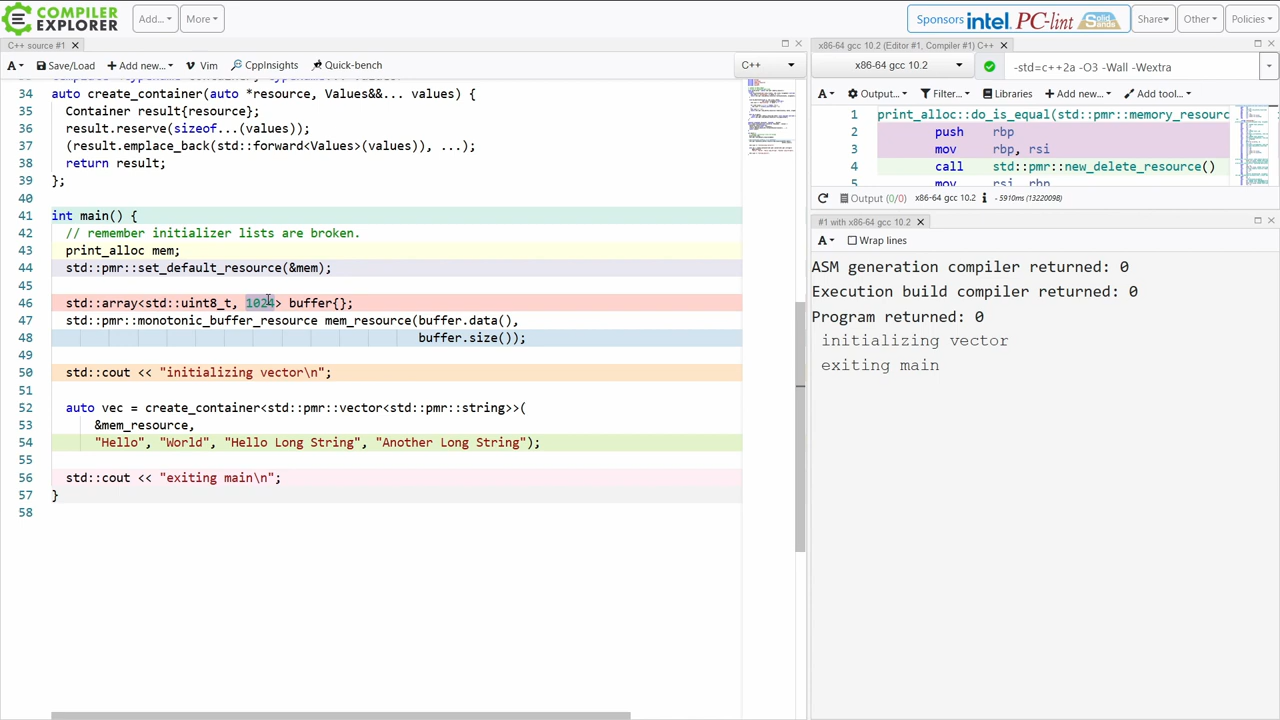 COMPILER EXPLORER
Add...
More
Sponsors intel. PC-lint Solid Sands
Share
Other
Policies
C++ source #1
A
Save/Load
Add new...
Vim
CppInsights
Quick-bench
C++
34 auto create_container(auto *resource, Values&&... values) {
35 Container result{resource};
36 result.reserve(sizeof...(values));
37 (result.emplace_back(std::forward<Values>(values)), ...);
38 return result;
39 };
40
41 int main() {
42 // remember initializer lists are broken.
43 print_alloc mem;
44 std::pmr::set_default_resource(&mem);
45
46 std::array<std::uint8_t, 1024> buffer{};
47 std::pmr::monotonic_buffer_resource mem_resource(buffer.data(),
48 buffer.size());
49
50 std::cout << "initializing vector\n";
51
52 auto vec = create_container<std::pmr::vector<std::pmr::string>>(
53 &mem_resource,
54 "Hello", "World", "Hello Long String", "Another Long String");
55
56 std::cout << "exiting main\n";
57 }
58
x86-64 gcc 10.2 (Editor #1, Compiler #1) C++
x86-64 gcc 10.2
-std=c++2a -O3 -Wall -Wextra
A
Output...
Filter...
Libraries
Add new...
Add tool...
1 print_alloc::do_is_equal(std::pmr::memory_resour
2 push rbp
3 mov rbp, rsi
4 call std::pmr::new_delete_resource()
5 mov rsi, rbp
Output (0/0) x86-64 gcc 10.2 i - 5910ms (1322009B)
#1 with x86-64 gcc 10.2
A
Wrap lines
ASM generation compiler returned: 0
Execution build compiler returned: 0
Program returned: 0
initializing vector
exiting main